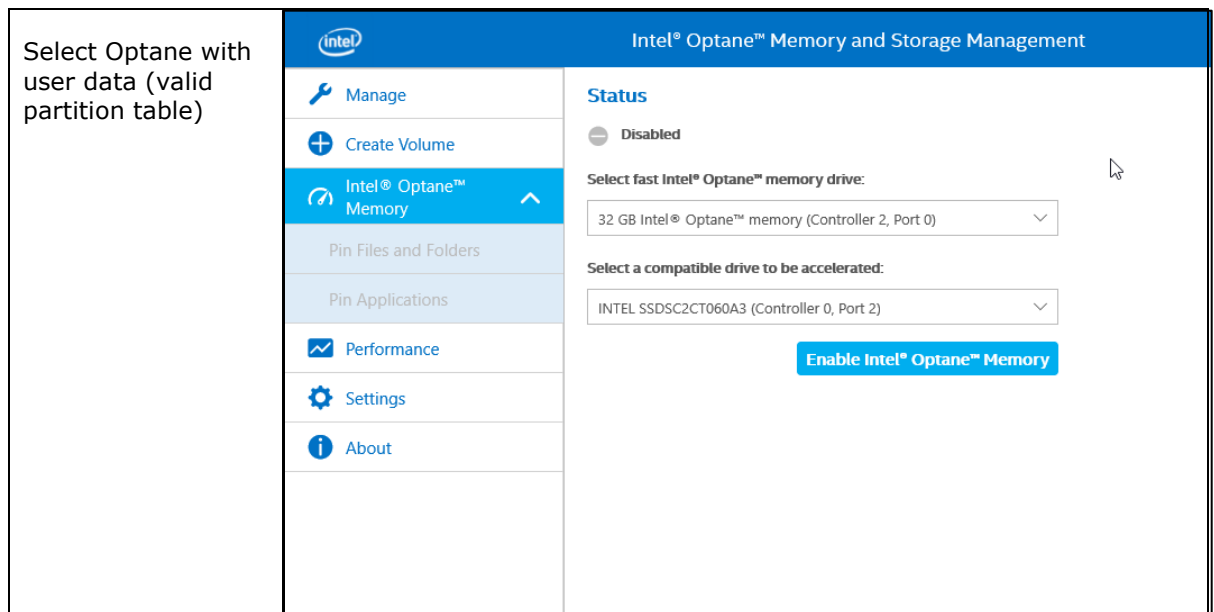 Select Optane with
user data (valid
partition table)
intel
Intel® Optane™ Memory and Storage Management
Manage
Create Volume
Intel® Optane™
Memory
Pin Files and Folders
Pin Applications
Performance
Settings
About
Status
Disabled
Select fast Intel® Optane™ memory drive:
32 GB Intel® Optane™ memory (Controller 2, Port 0)
Select a compatible drive to be accelerated:
INTEL SSDSC2CT060A3 (Controller 0, Port 2)
Enable Intel® Optane™ Memory